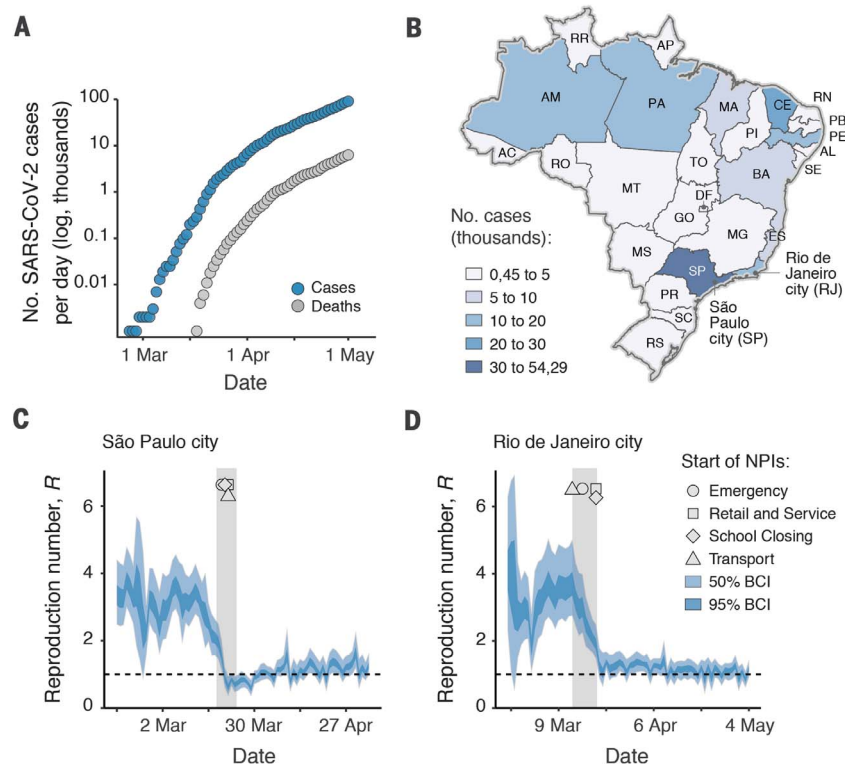 A
No. SARS-CoV-2 cases
per day (log, thousands)
100
10
1
0.1
0.01
Cases
Deaths
1 Mar
1 Apr
1 May
Date
B
RR
AP
AM
PA
MA
CE
RN
PB
PE
AL
SE
PI
AC
RO
TO
BA
MT
DF
GO
MG
ES
MS
SP
PR
SC
RS
Rio de
Janeiro
city (RJ)
São
Paulo
city (SP)
No. cases
(thousands):
0,45 to 5
5 to 10
10 to 20
20 to 30
30 to 54,29
C
São Paulo city
Reproduction number, R
6
4
2
0
2 Mar
30 Mar
27 Apr
Date
D
Rio de Janeiro city
Reproduction number, R
6
4
2
0
9 Mar
6 Apr
4 May
Date
Start of NPIs:
Emergency
Retail and Service
School Closing
Transport
50% BCI
95% BCI